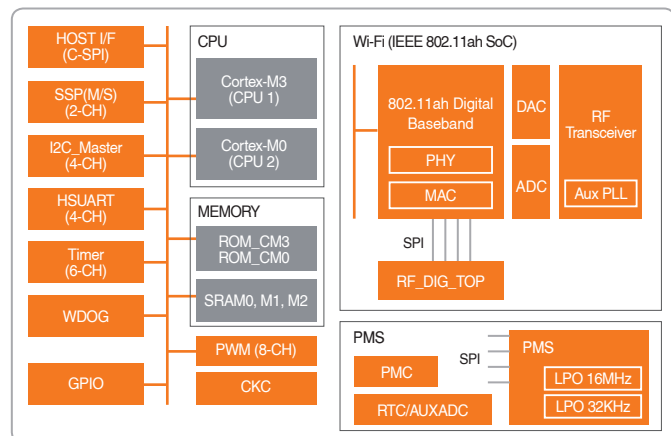 HOST I/F
(C-SPI)
SSP(M/S)
(2-CH)
I2C_Master
(4-CH)
HSUART
(4-CH)
Timer
(6-CH)
WDOG
GPIO
CPU
Cortex-M3
(CPU 1)
Cortex-M0
(CPU 2)
MEMORY
ROM_CM3
ROM_CM0
SRAM0, M1, M2
PWM (8-CH)
CKC
Wi-Fi (IEEE 802.11ah SoC)
802.11ah Digital
Baseband
PHY
MAC
DAC
ADC
RF
Transceiver
Aux PLL
SPI
RF_DIG_TOP
PMS
PMC
RTC/AUXADC
SPI
PMS
LPO 16MHz
LPO 32KHz